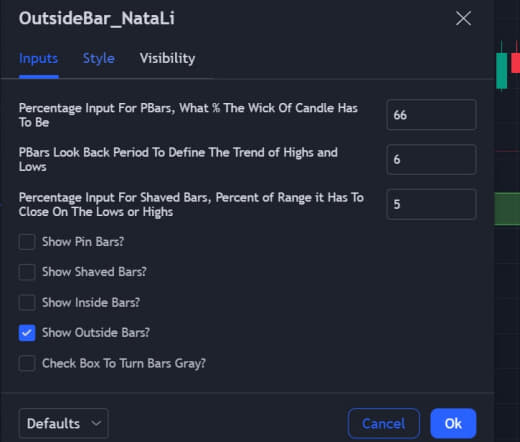 OutsideBar_NataLi
Inputs Style Visibility
Percentage Input For PBars, What % The Wick Of Candle Has
To Be
66
PBars Look Back Period To Define The Trend of Highs and
Lows
6
Percentage Input For Shaved Bars, Percent of Range it Has To
Close On The Lows or Highs
5
Show Pin Bars?
Show Shaved Bars?
Show Inside Bars?
Show Outside Bars?
Check Box To Turn Bars Gray?
Defaults Cancel Ok